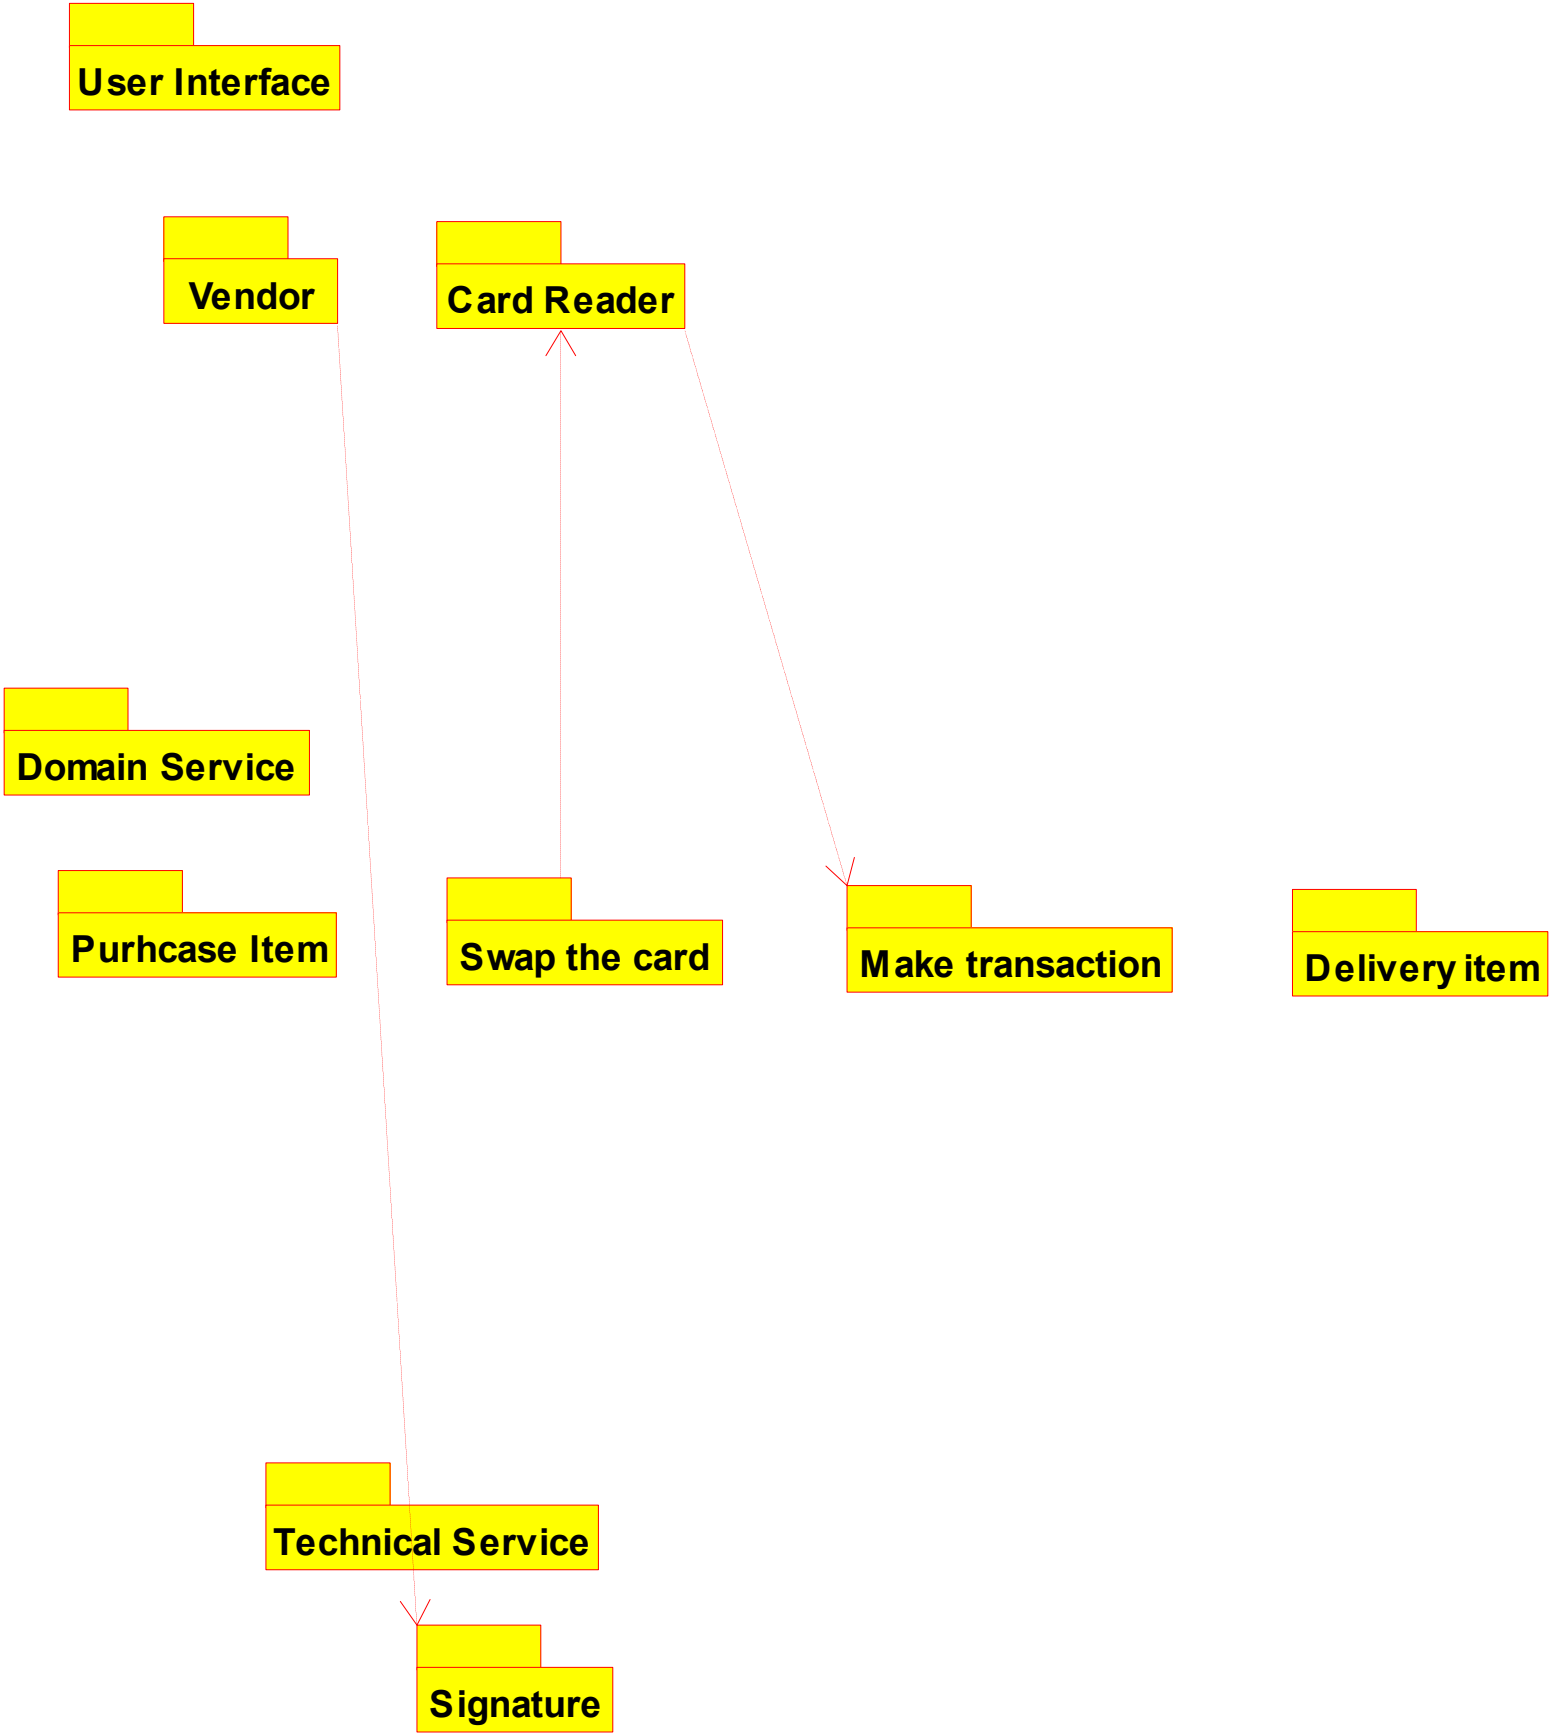 User Interface
Vendor
Card Reader
Domain Service
Purhcase Item
Swap the card
Make transaction
Delivery item
Technical Service
Signature